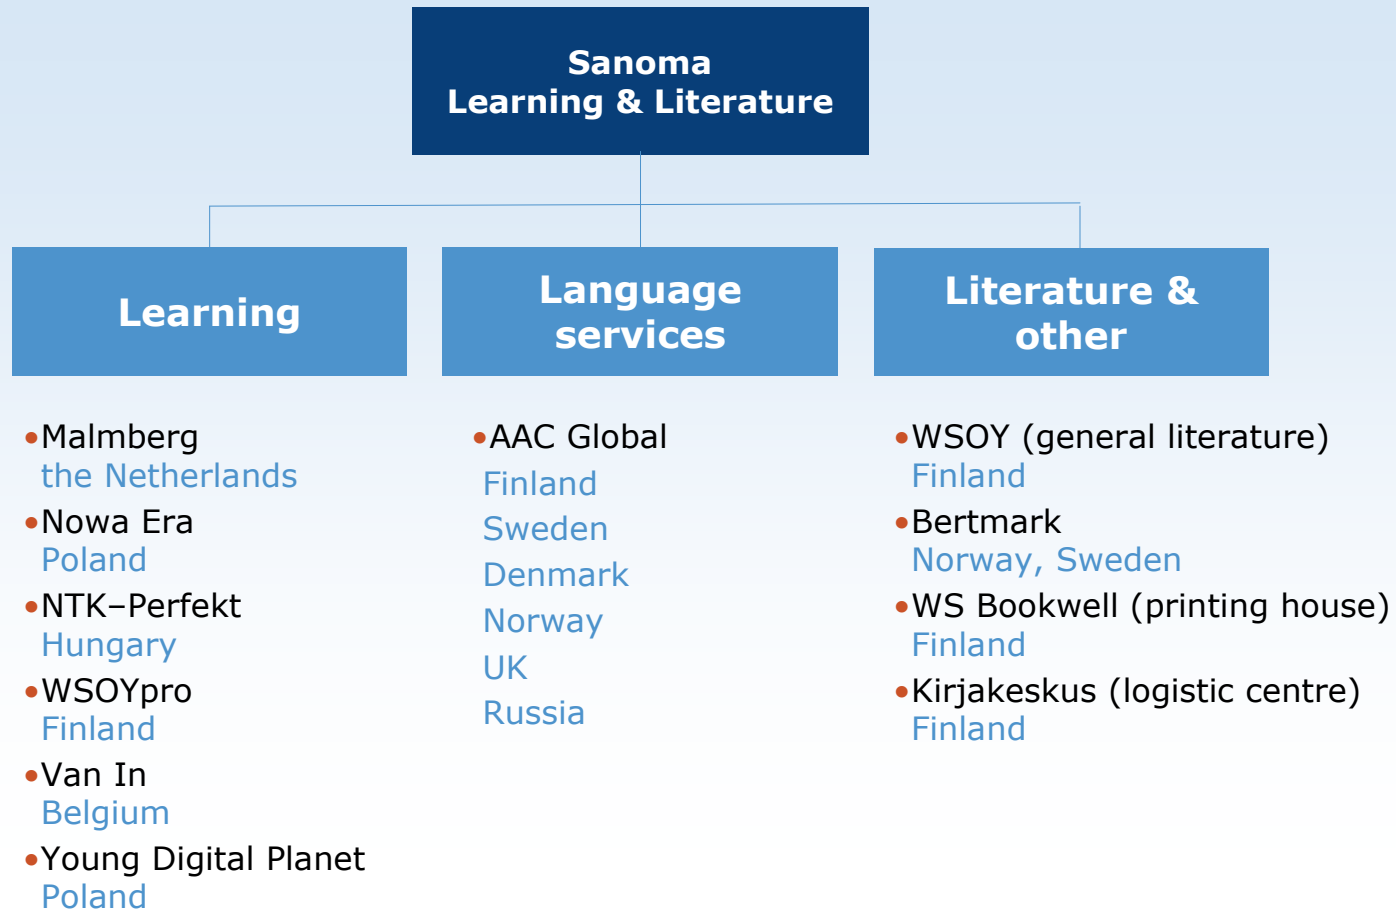 Sanoma
Learning & Literature
Learning
Language
services
Literature &
other
•Malmberg
the Netherlands
•Nowa Era
Poland
•NTK–Perfekt
Hungary
•WSOYpro
Finland
•Van In
Belgium
•Young Digital Planet
Poland
•AAC Global
Finland
Sweden
Denmark
Norway
UK
Russia
•WSOY (general literature)
Finland
•Bertmark
Norway, Sweden
•WS Bookwell (printing house)
Finland
•Kirjakeskus (logistic centre)
Finland